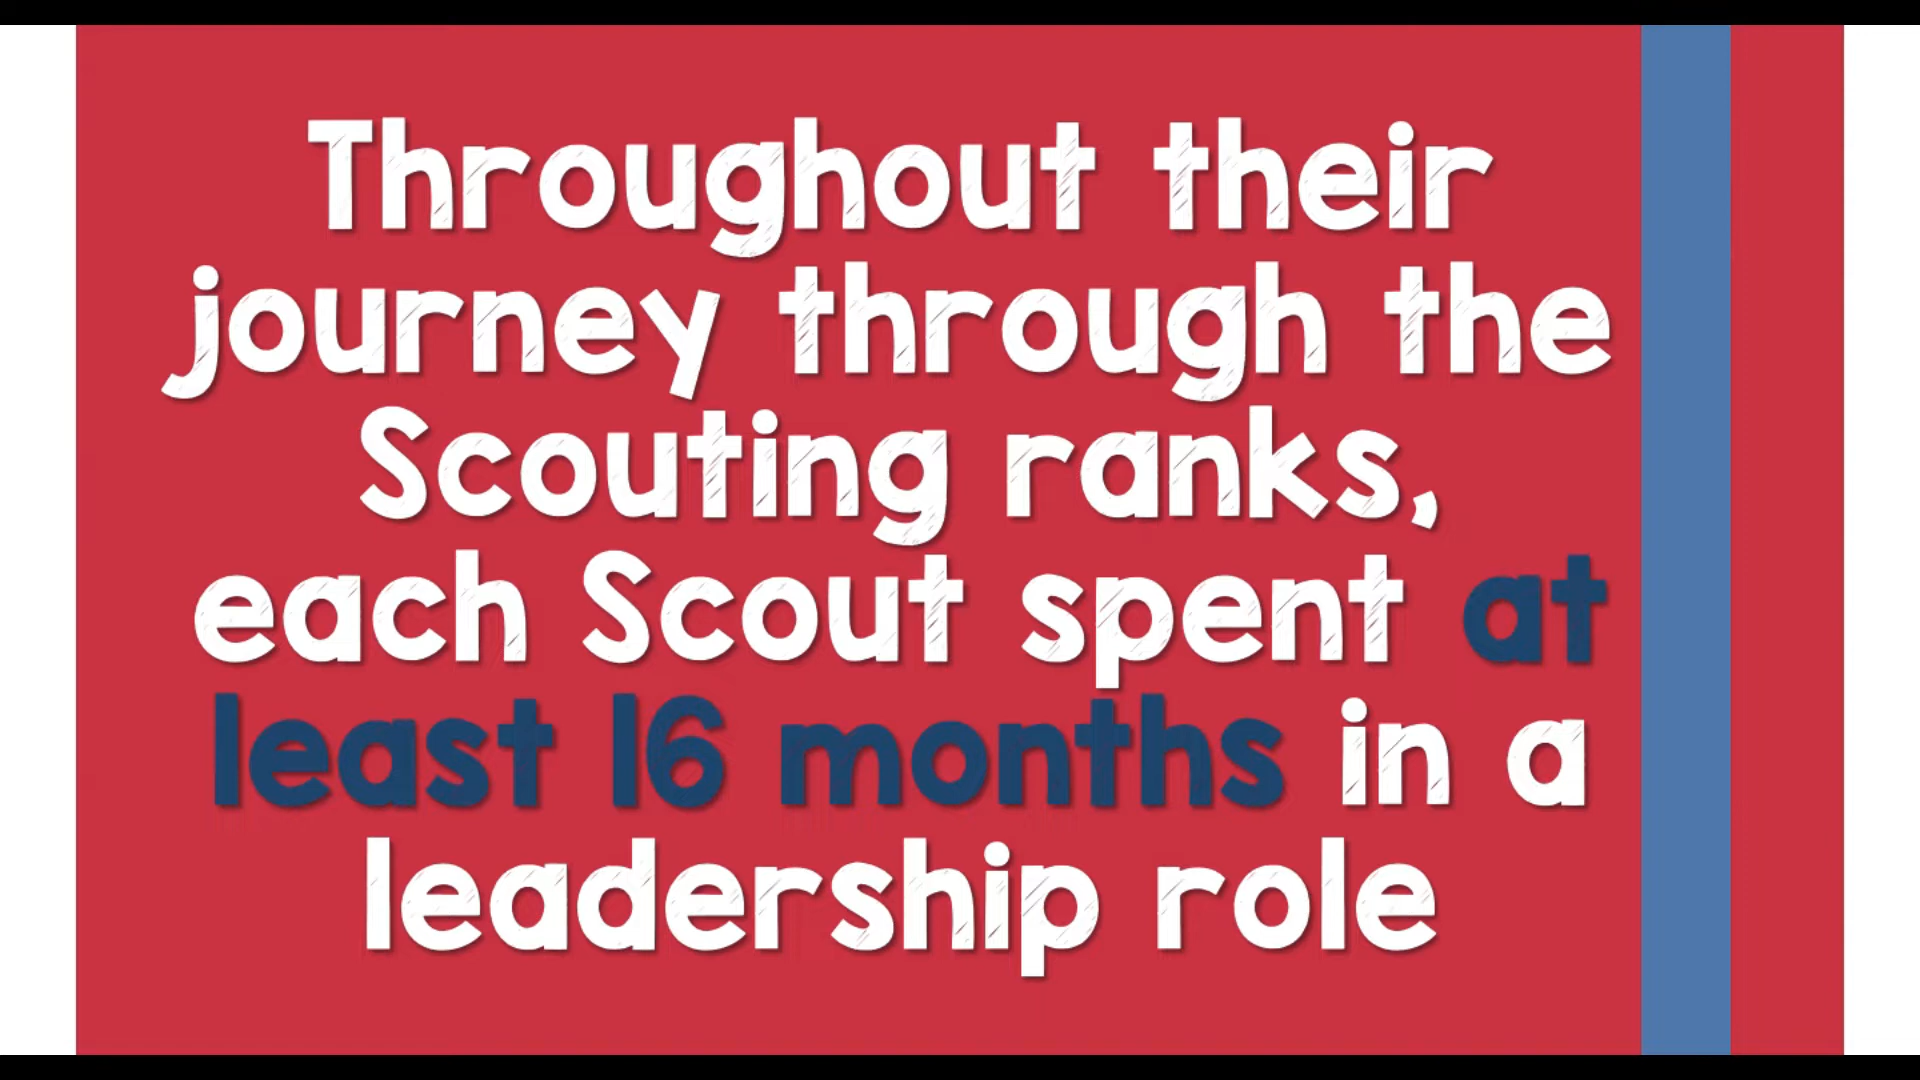 Throughout their
journey through the
Scouting ranks,
each Scout spent at
least 16 months in a
leadership role